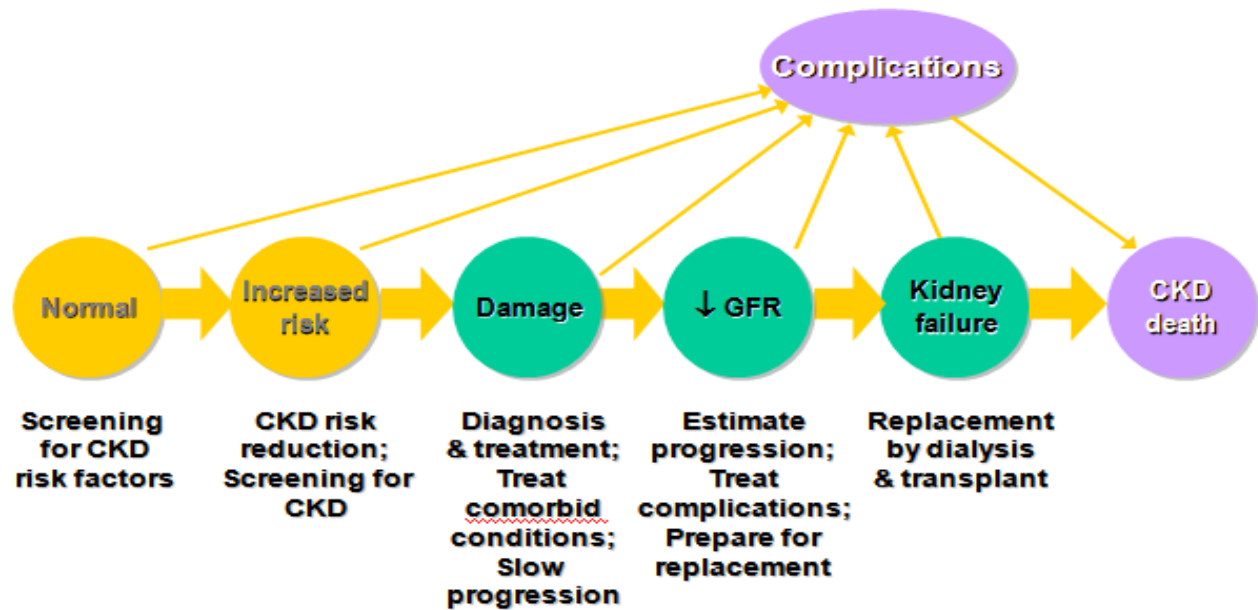 Complications
Normal
Increased
risk
Damage
↓ GFR
Kidney
failure
CKD
death
Screening
for CKD
risk factors
CKD risk
reduction;
Screening for
CKD
Diagnosis
& treatment;
Treat
comorbid
conditions;
Slow
progression
Estimate
progression;
Treat
complications;
Prepare for
replacement
Replacement
by dialysis
& transplant